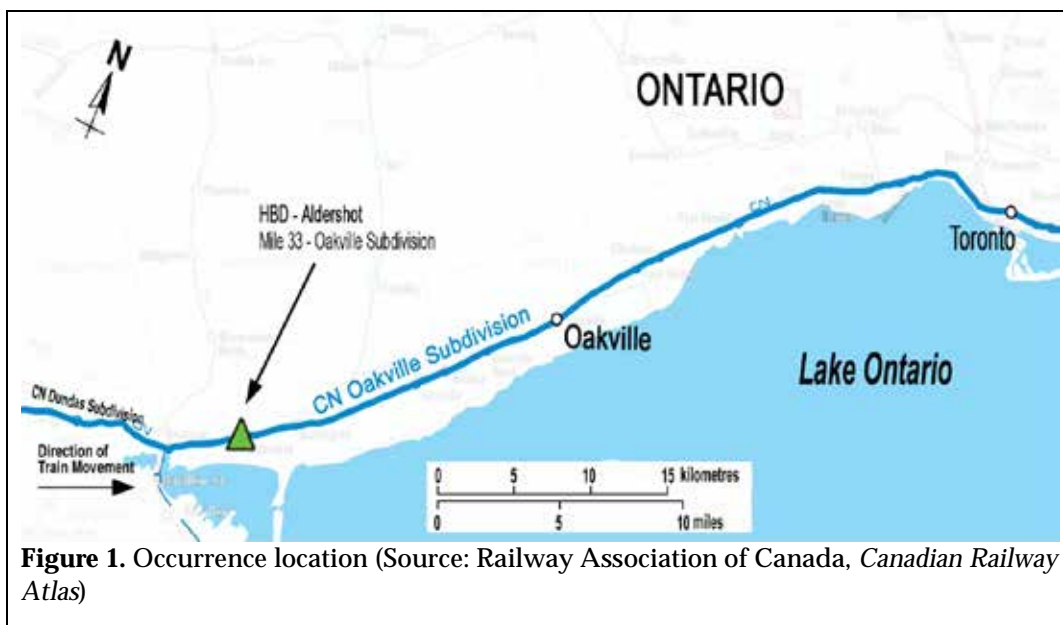 N
ONTARIO
HBD - Aldershot
Mile 33 - Oakville Subdivision
Toronto
Oakville
CN Oakville Subdivision
Lake Ontario
CN Dundas Subdivision
Direction of
Train Movement
0 5 10 15 kilometres
0 5 10 miles
Figure 1. Occurrence location (Source: Railway Association of Canada, Canadian Railway
Atlas)